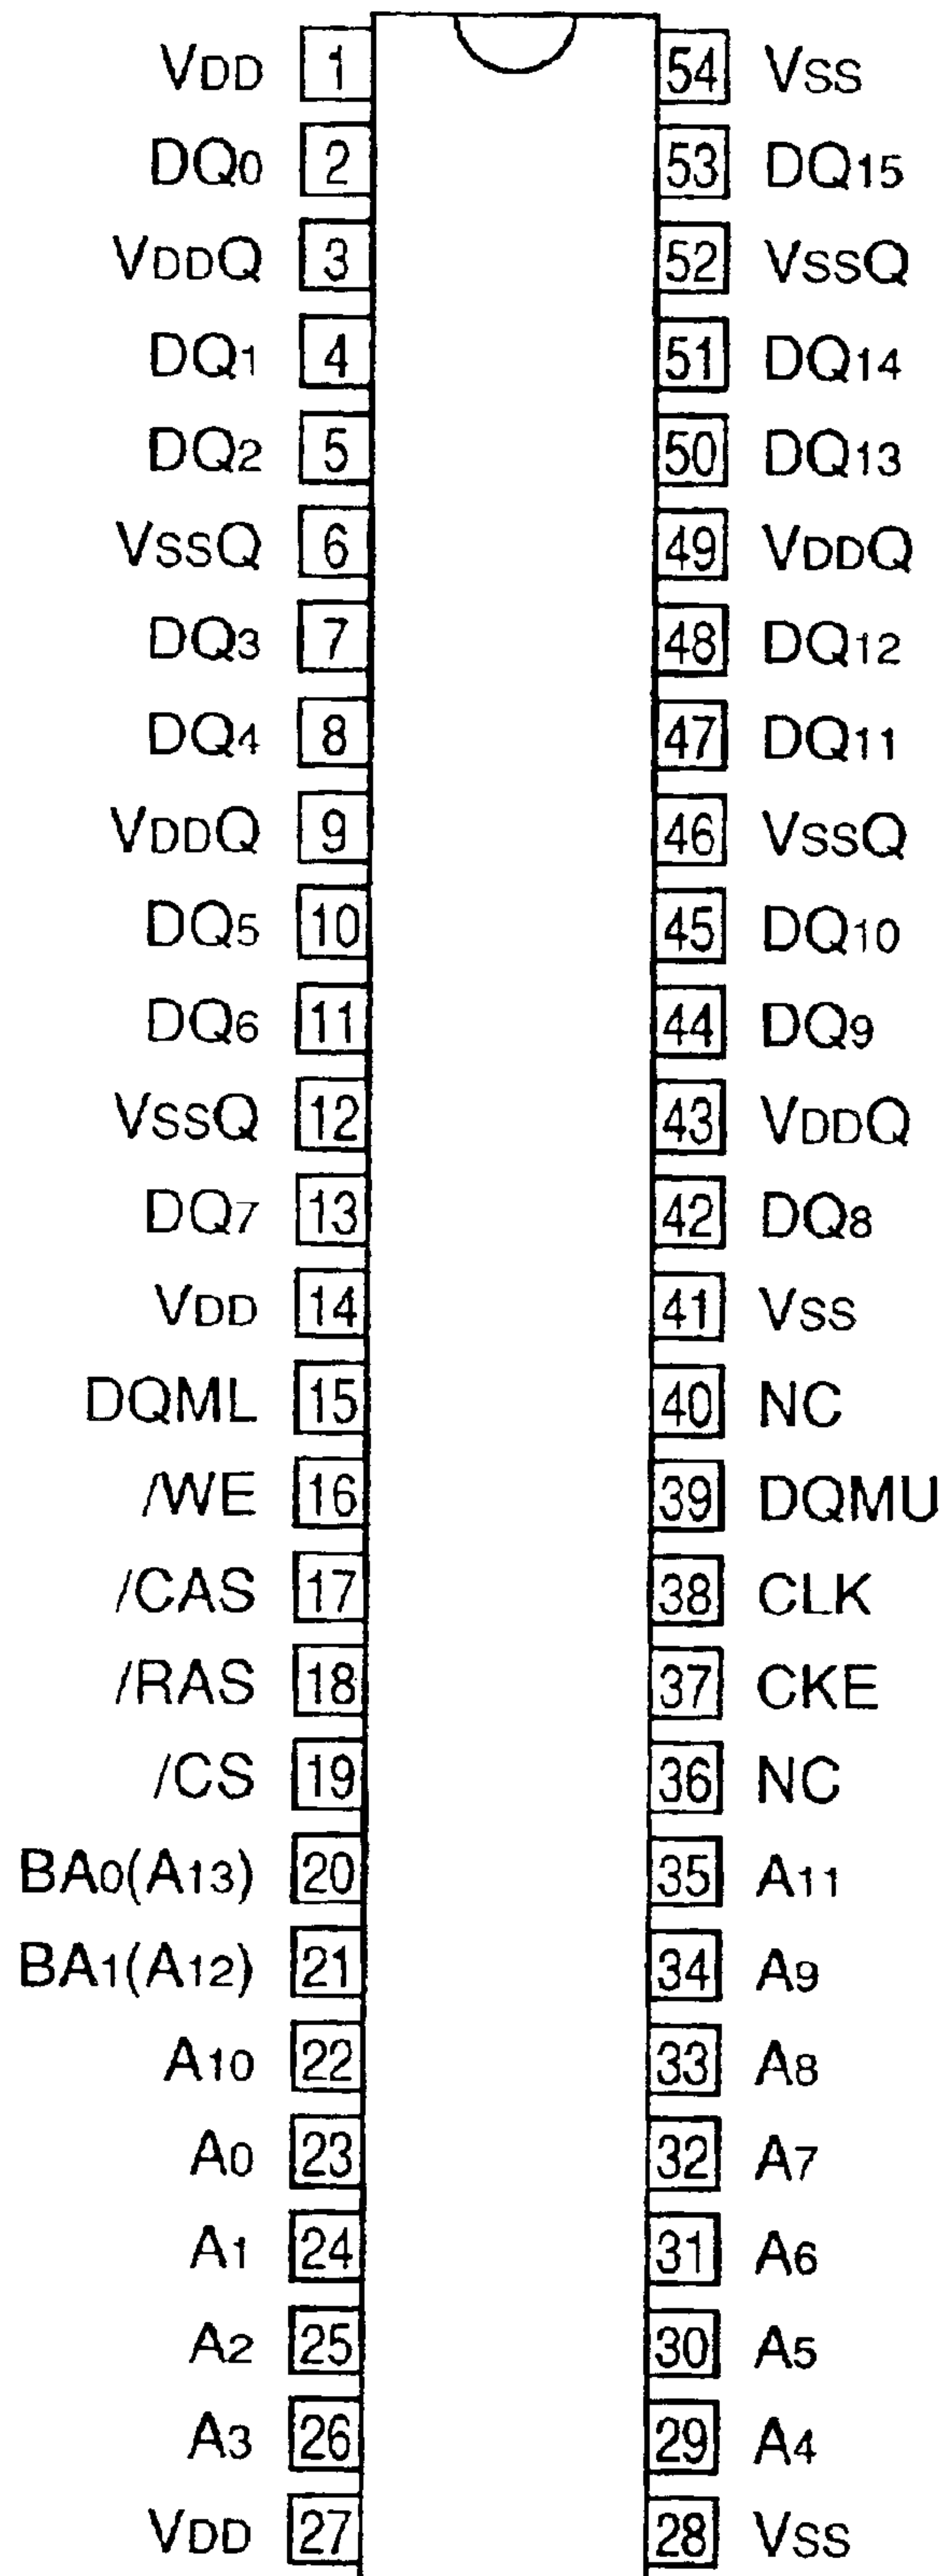 VDD 1 54 VSS
DQ0 2 53 DQ15
VDDQ 3 52 VSSQ
DQ1 4 51 DQ14
DQ2 5 50 DQ13
VSSQ 6 49 VDDQ
DQ3 7 48 DQ12
DQ4 8 47 DQ11
VDDQ 9 46 VSSQ
DQ5 10 45 DQ10
DQ6 11 44 DQ9
VSSQ 12 43 VDDQ
DQ7 13 42 DQ8
VDD 14 41 VSS
DQML 15 40 NC
/WE 16 39 DQMU
/CAS 17 38 CLK
/RAS 18 37 CKE
/CS 19 36 NC
BA0(A13) 20 35 A11
BA1(A12) 21 34 A9
A10 22 33 A8
A0 23 32 A7
A1 24 31 A6
A2 25 30 A5
A3 26 29 A4
VDD 27 28 VSS